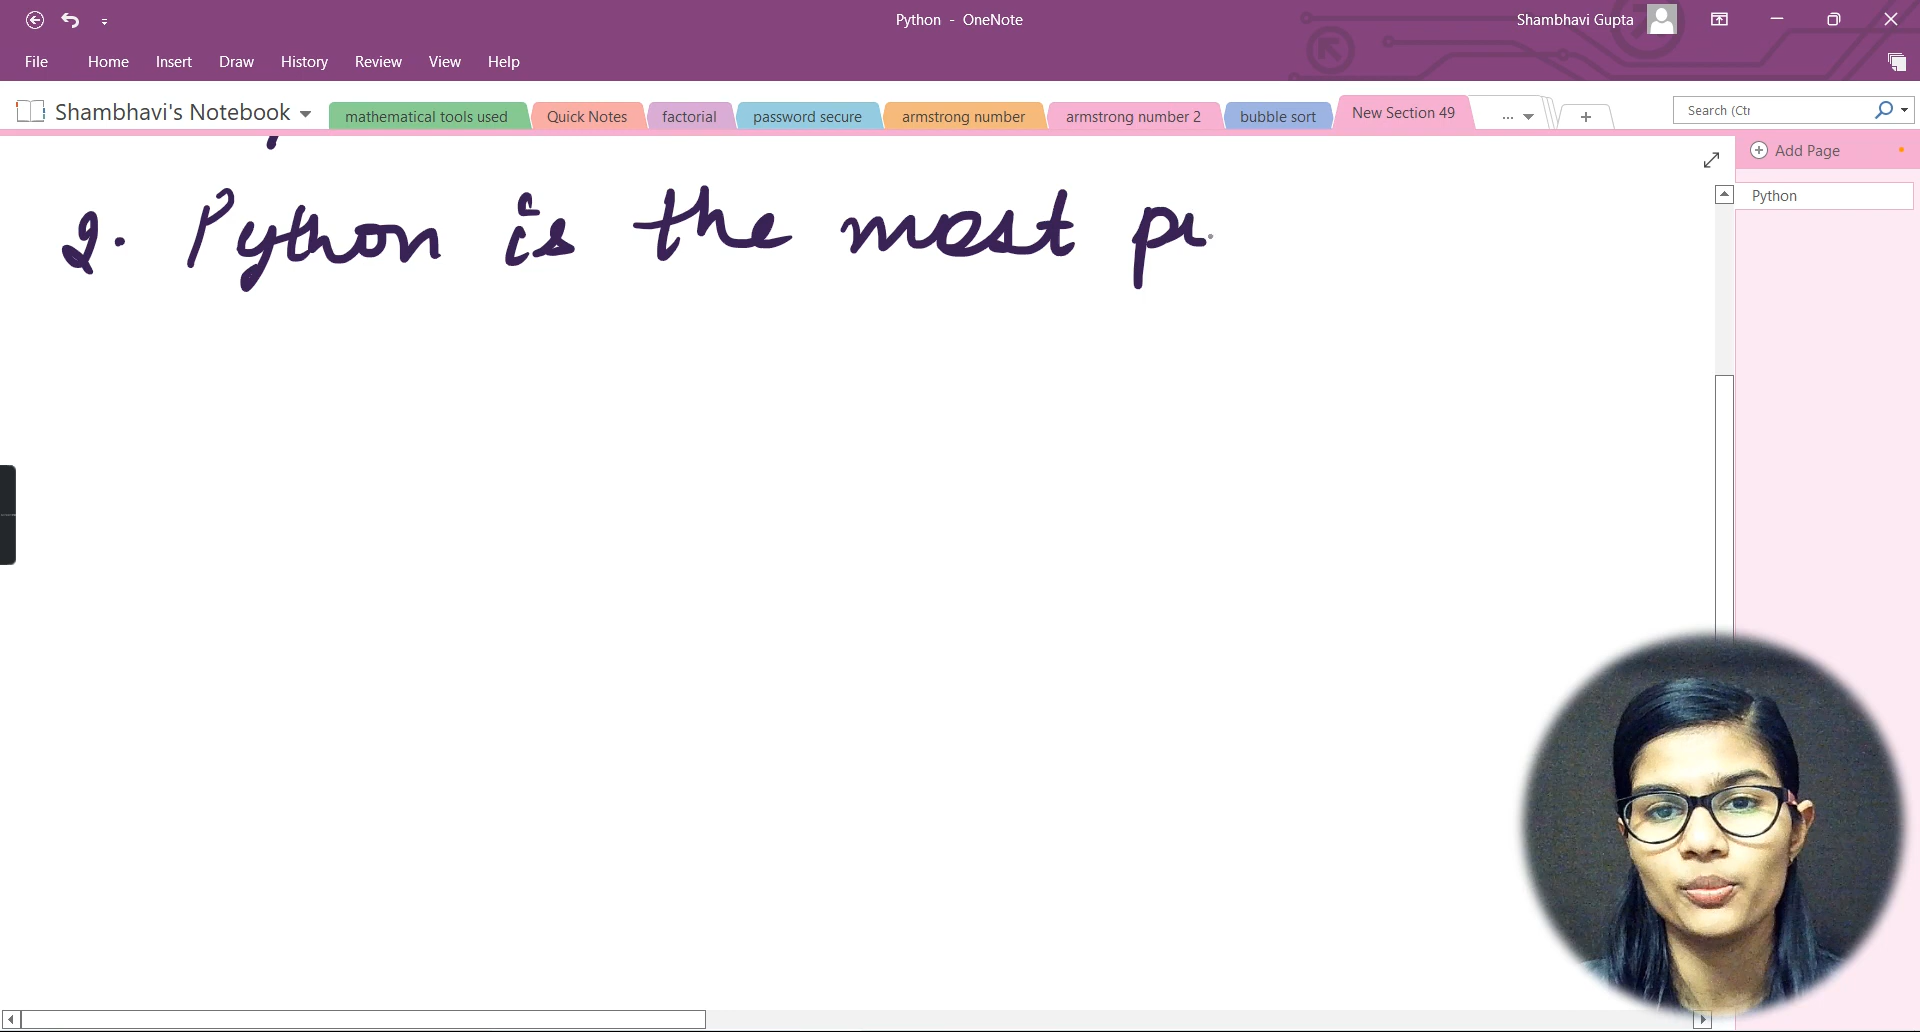 Python - OneNote
Shambhavi Gupta
File Home Insert Draw History Review View Help
Shambhavi's Notebook
mathematical tools used
Quick Notes
factorial
password secure
armstrong number
armstrong number 2
bubble sort
New Section 49
...
+
Search (Ctr
Add Page
Python
2. Python is the most